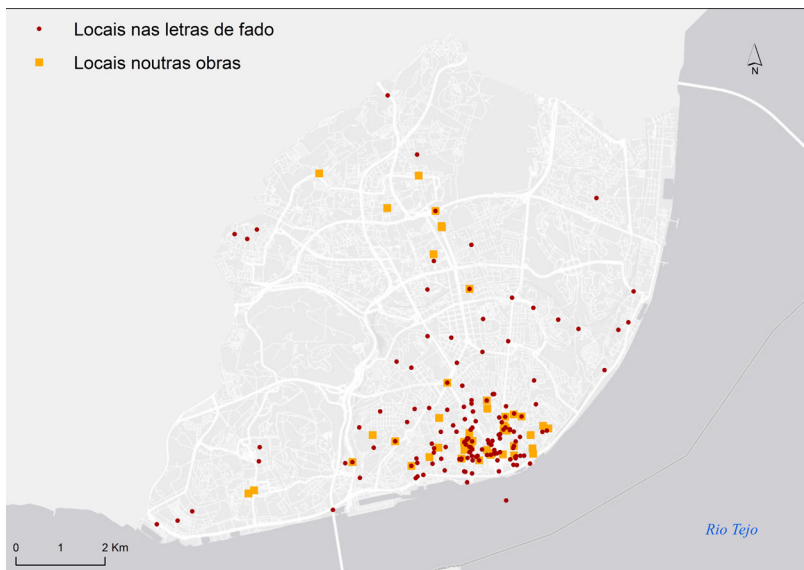 Locais nas letras de fado
Locais noutras obras
N
Rio Tejo
0 1 2 Km